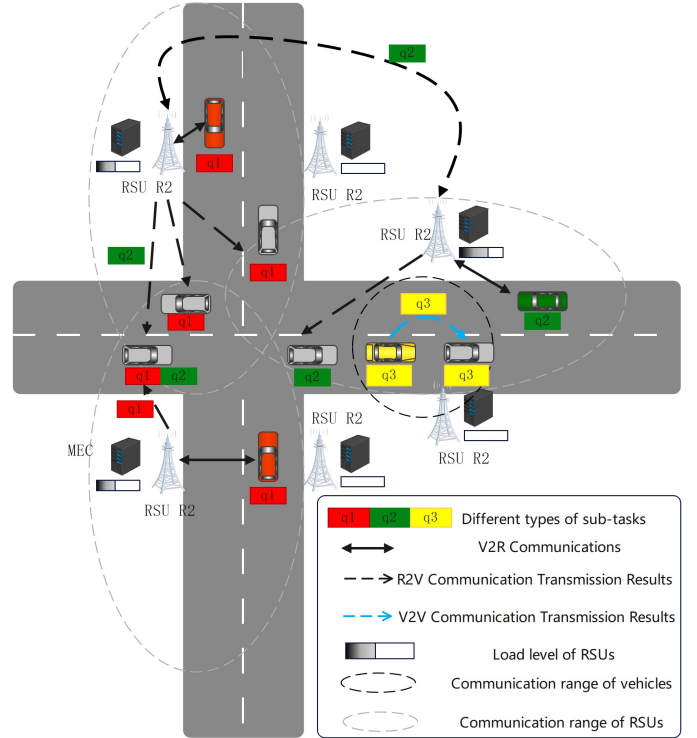 q2
q1
RSU R2
RSU R2
RSU R2
q2
q1
q3
q1
q2
q1 q2
q2
q3
q3
q1
RSU R2
MEC
RSU R2
q1
RSU R2
q1 q2 q3 Different types of sub-tasks
V2R Communications
R2V Communication Transmission Results
V2V Communication Transmission Results
Load level of RSUs
Communication range of vehicles
Communication range of RSUs